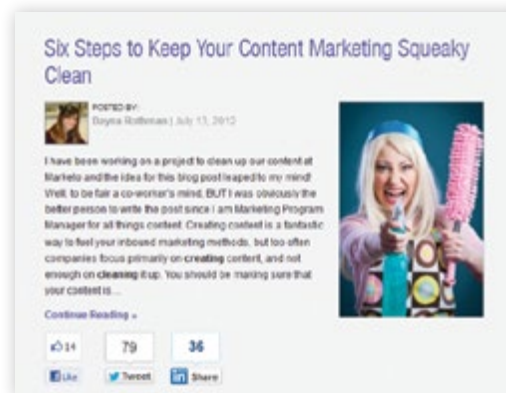 Six Steps to Keep Your Content Marketing Squeaky
Clean
POSTED BY:
Dayna Rothman | July 13, 2012
I have been working on a project to clean up our content at
Marketo and the idea for this blog post leaped to my mind!
Well, to be fair a co-worker's mind, BUT I was obviously the
better person to write the post since I am Marketing Program
Manager for all things content. Creating content is a fantastic
way to fuel your inbound marketing methods, but too often
companies focus primarily on creating content, and not
enough on cleaning it up. You should be making sure that
your content is...
Continue Reading »
14 79 36
Like Tweet Share